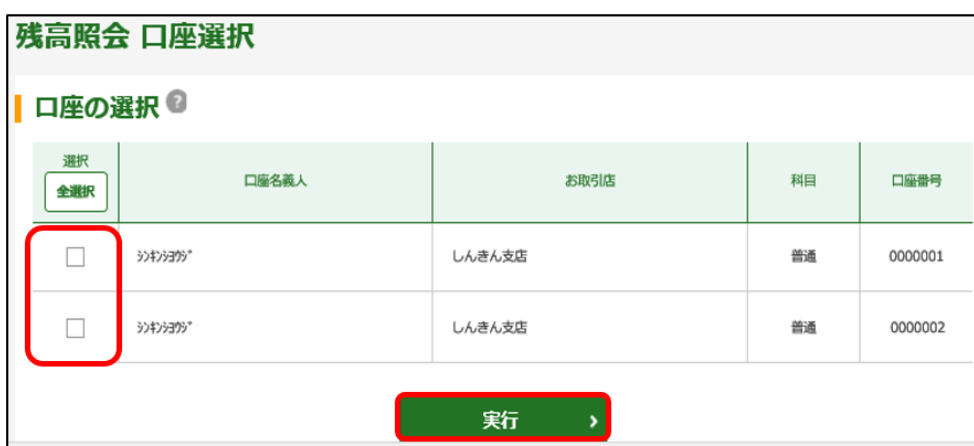 残高照会 口座選択
口座の選択 ?
選択
全選択
口座名義人
お取引店
科目
口座番号
ｼﾝｷﾝｼﾖｳｼﾞ
しんきん支店
普通
0000001
ｼﾝｷﾝｼﾖｳｼﾞ
しんきん支店
普通
0000002
実行 ›